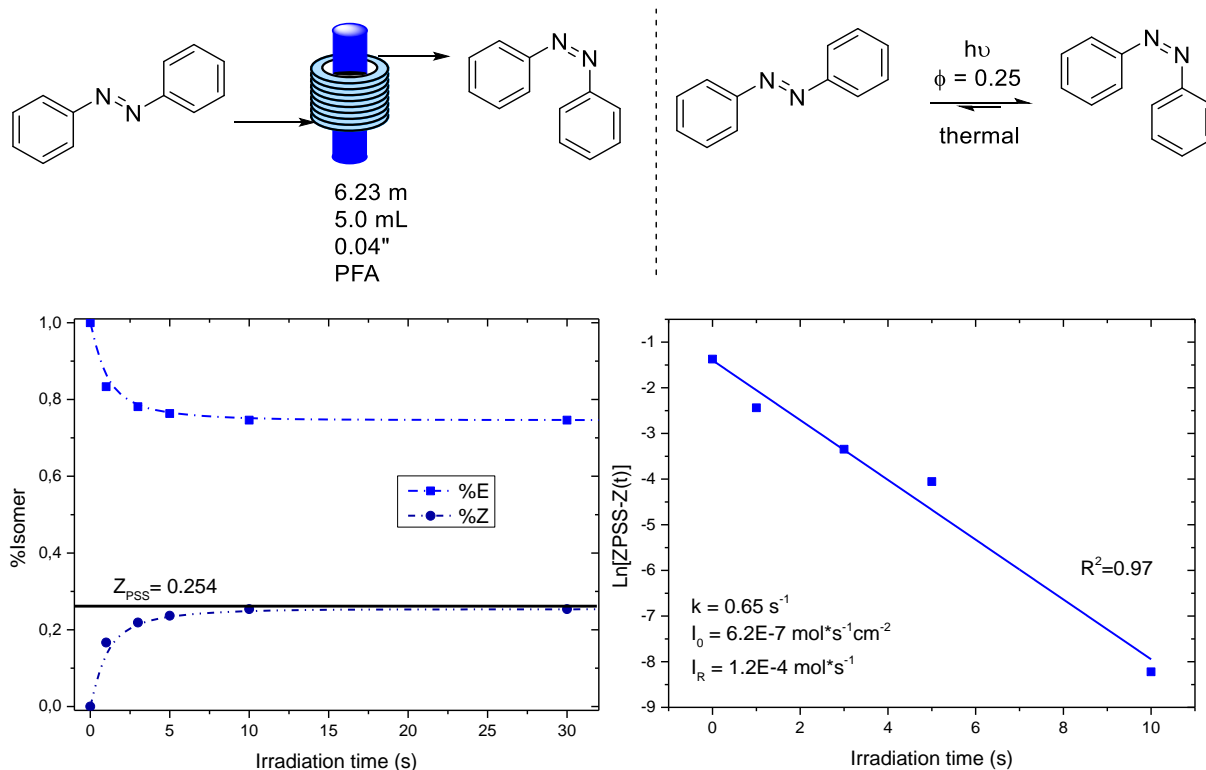 N
N
N
N
6.23 m
5.0 mL
0.04"
PFA
N
N
hυ
ϕ = 0.25
thermal
N
N
%Isomer
1,0
0,8
0,6
0,4
0,2
0,0
%E
%Z
Z_PSS= 0.254
0 5 10 15 20 25 30
Irradiation time (s)
Ln[ZPSS-Z(t)]
-1
-2
-3
-4
-5
-6
-7
-8
-9
R²=0.97
k = 0.65 s⁻¹
I₀ = 6.2E-7 mol*s⁻¹cm⁻²
I_R = 1.2E-4 mol*s⁻¹
0 2 4 6 8 10
Irradiation time (s)